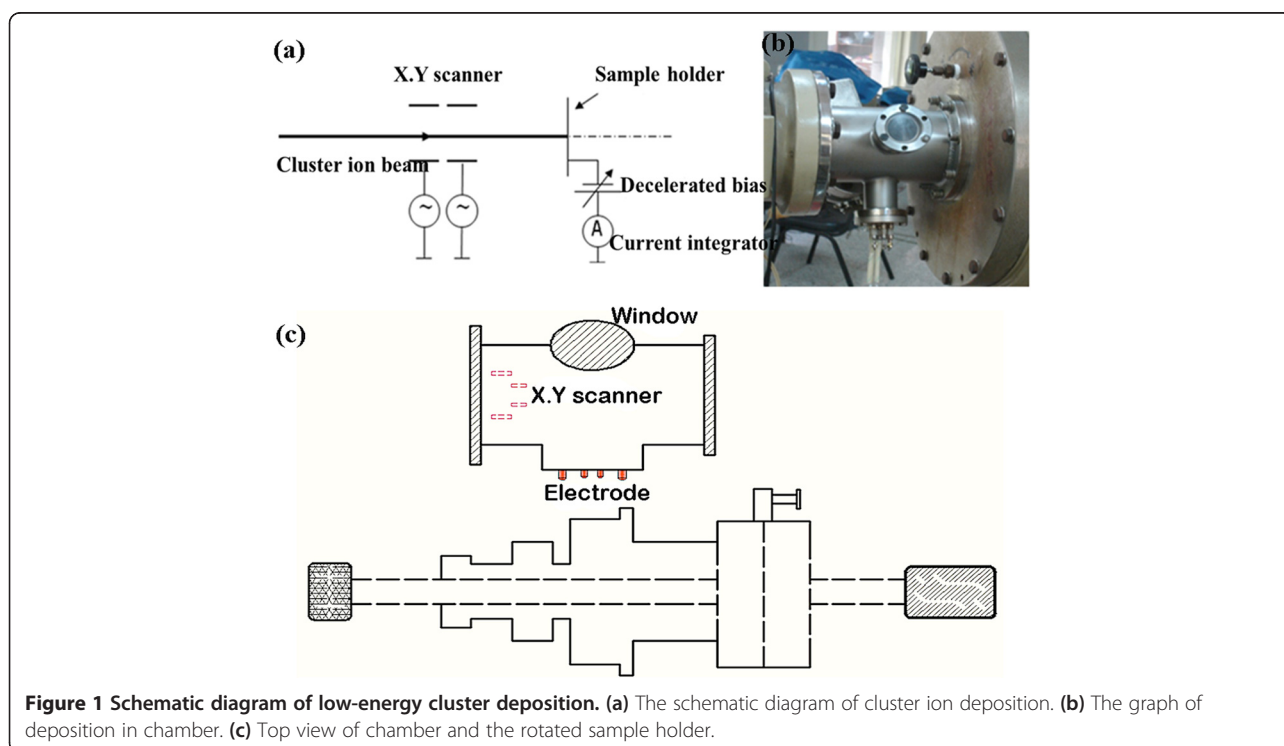 (a)
X.Y scanner
Sample holder
Cluster ion beam
Decelerated bias
~ ~
A
Current integrator
(b)
(c)
Window
X.Y scanner
Electrode
Figure 1 Schematic diagram of low-energy cluster deposition. (a) The schematic diagram of cluster ion deposition. (b) The graph of
deposition in chamber. (c) Top view of chamber and the rotated sample holder.